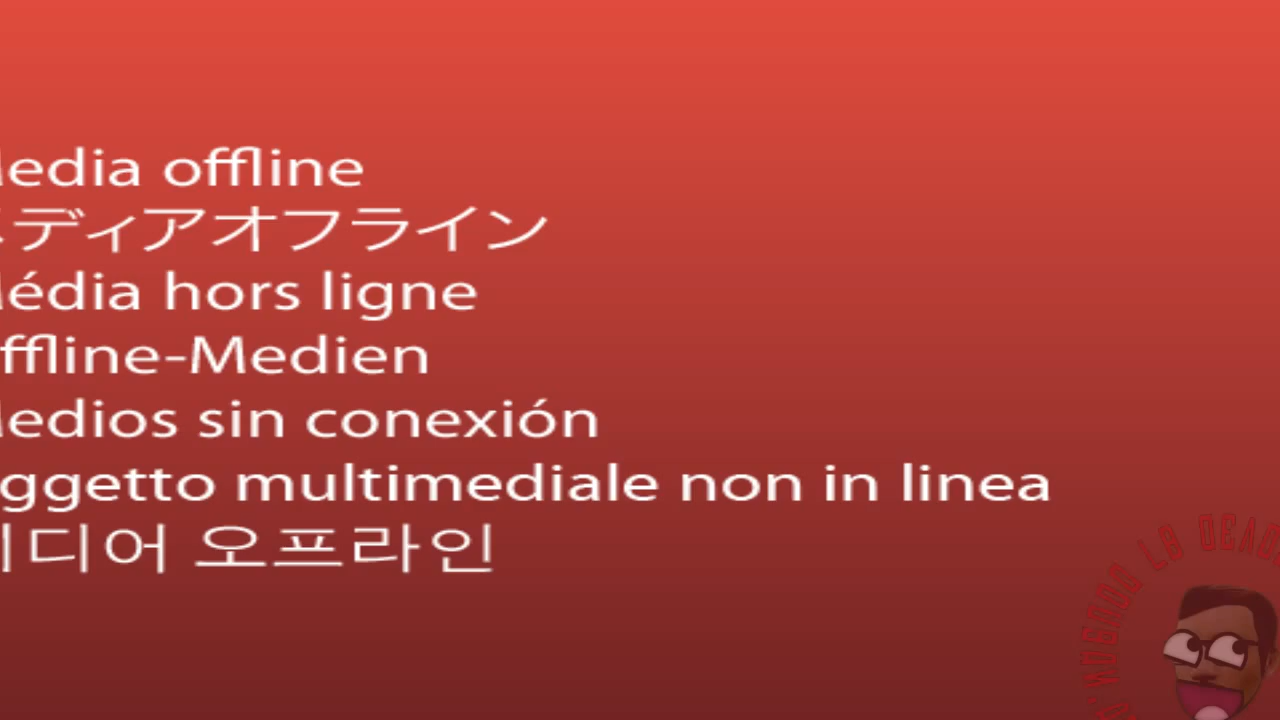 edia offline
ディアオフライン
édia hors ligne
ffline-Medien
edios sin conexión
ggetto multimediale non in linea
디어 오프라인